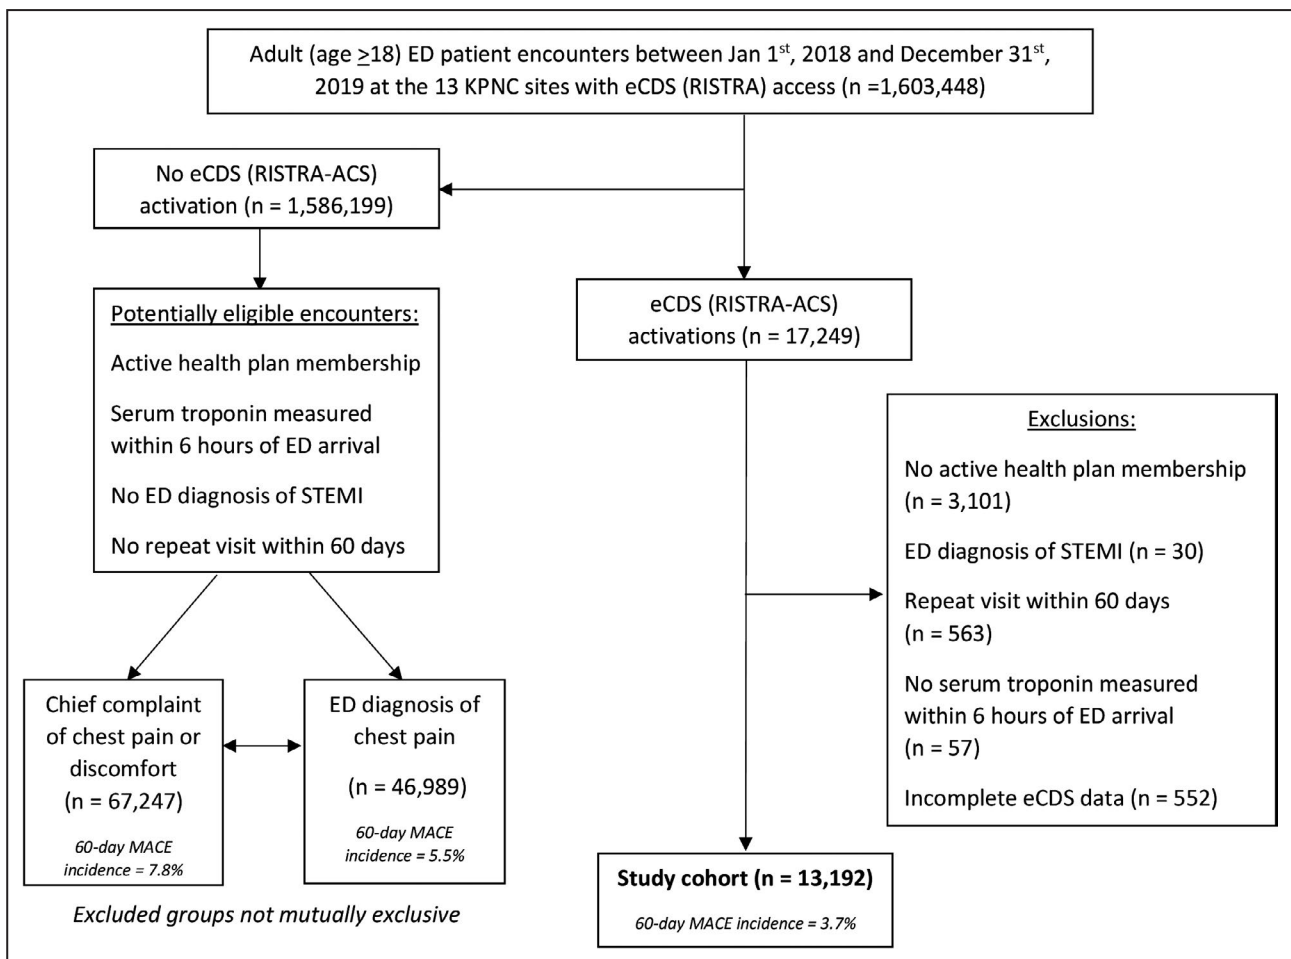 Adult (age ≥18) ED patient encounters between Jan 1st, 2018 and December 31st,
2019 at the 13 KPNC sites with eCDS (RISTRA) access (n =1,603,448)
No eCDS (RISTRA-ACS)
activation (n = 1,586,199)
Potentially eligible encounters:
Active health plan membership
Serum troponin measured
within 6 hours of ED arrival
No ED diagnosis of STEMI
No repeat visit within 60 days
eCDS (RISTRA-ACS)
activations (n = 17,249)
Exclusions:
No active health plan membership
(n = 3,101)
ED diagnosis of STEMI (n = 30)
Repeat visit within 60 days
(n = 563)
No serum troponin measured
within 6 hours of ED arrival
(n = 57)
Incomplete eCDS data (n = 552)
Chief complaint
of chest pain or
discomfort
(n = 67,247)
60-day MACE
incidence = 7.8%
ED diagnosis of
chest pain
(n = 46,989)
60-day MACE
incidence = 5.5%
Excluded groups not mutually exclusive
Study cohort (n = 13,192)
60-day MACE incidence = 3.7%